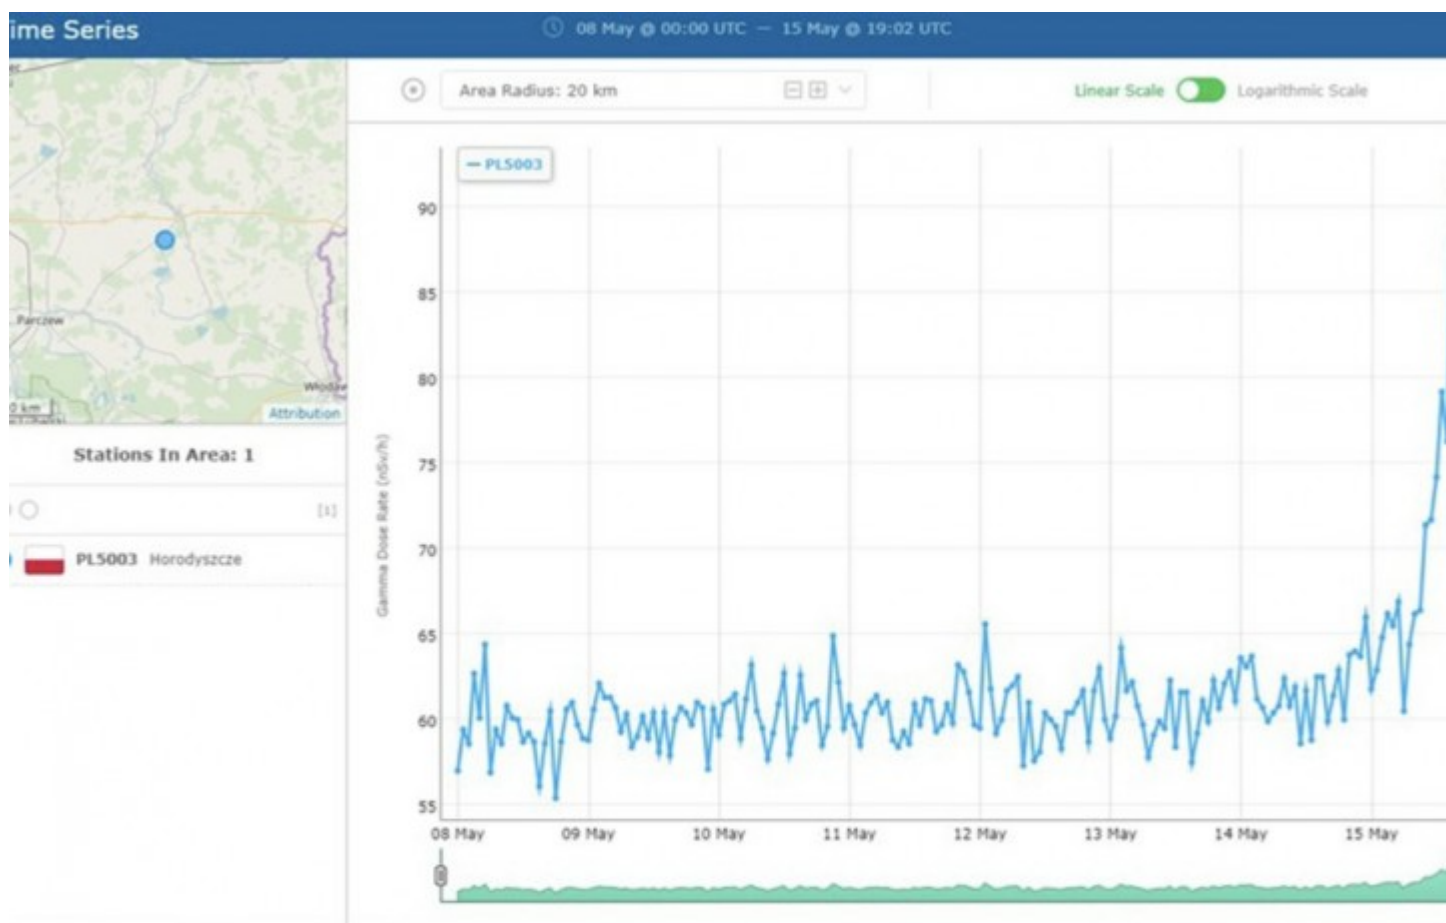 ime Series
08 May @ 00:00 UTC — 15 May @ 19:02 UTC
Area Radius: 20 km
Linear Scale
Logarithmic Scale
Parczew
Włodaw
0 km
Attribution
Stations In Area: 1
[1]
PL5003 Horodyszcze
PL5003
Gamma Dose Rate (nSv/h)
90
85
80
75
70
65
60
55
08 May
09 May
10 May
11 May
12 May
13 May
14 May
15 May